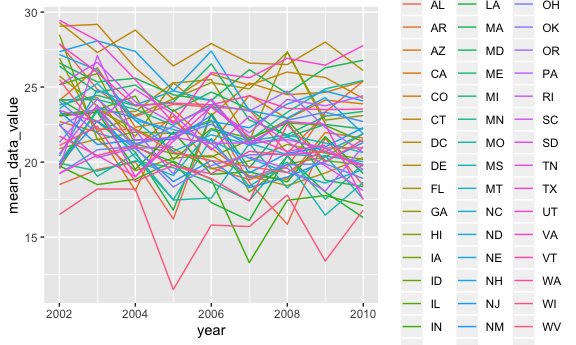 30
25
20
15
mean_data_value
2002 2004 2006 2008 2010
year
AL LA OH
AR MA OK
AZ MD OR
CA ME PA
CO MI RI
CT MN SC
DC MO SD
DE MS TN
FL MT TX
GA NC UT
HI ND VA
IA NE VT
ID NH WA
IL NJ WI
IN NM WV